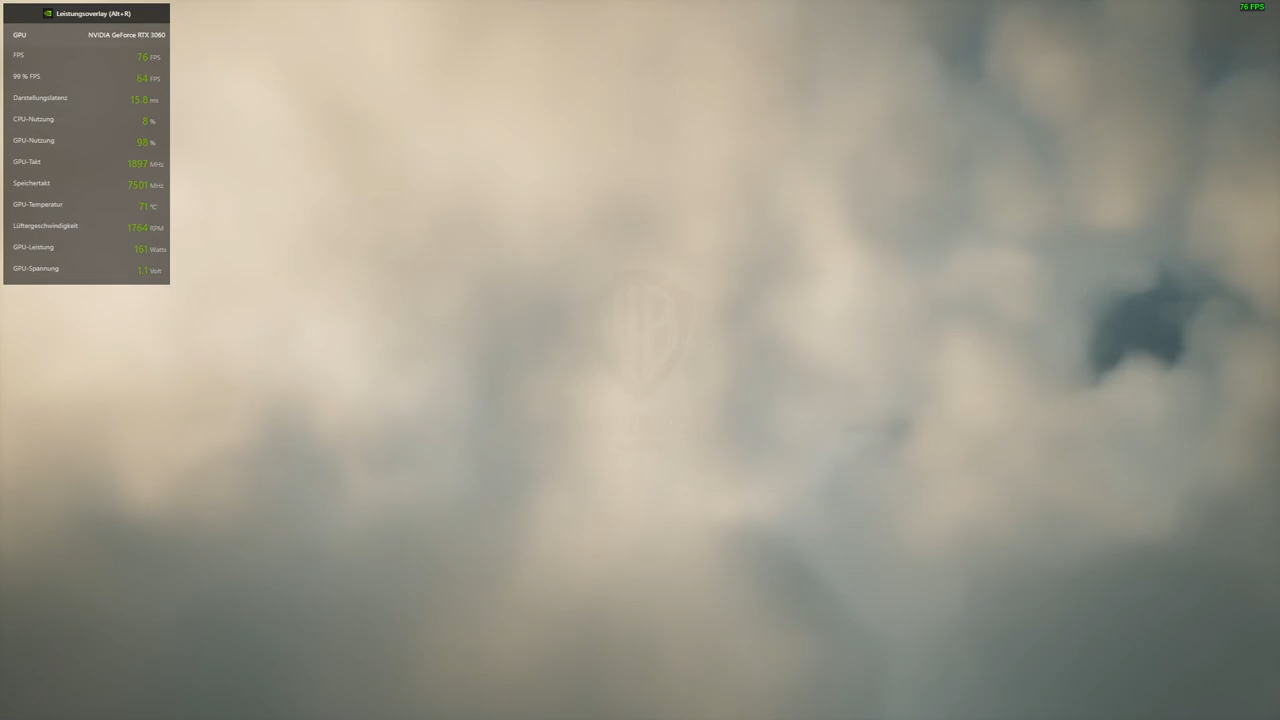 Leistungsoverlay (Alt+R)
76 FPS
GPU NVIDIA GeForce RTX 3060
FPS 76 FPS
99 % FPS 64 FPS
Darstellungslatenz 15.8 ms
CPU-Nutzung 8 %
GPU-Nutzung 98 %
GPU-Takt 1897 MHz
Speichertakt 7501 MHz
GPU-Temperatur 71 °C
Lüftergeschwindigkeit 1764 RPM
GPU-Leistung 161 Watts
GPU-Spannung 1.1 Volt
WB